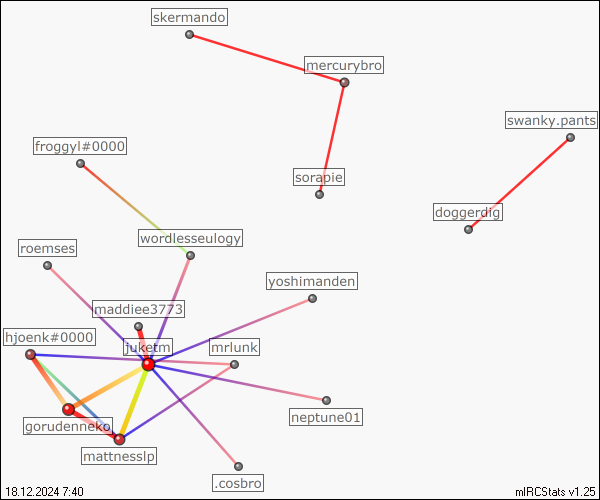 skermando
mercurybro
swanky.pants
froggyl#0000
sorapie
doggerdlg
wordlesseulogy
roemses
yoshimanden
maddiee3773
hjoenk#0000
juketm
mrlunk
neptune01
gorudenneko
mattnesslp
.cosbro
18.12.2024 7:40
mIRCStats v1.25